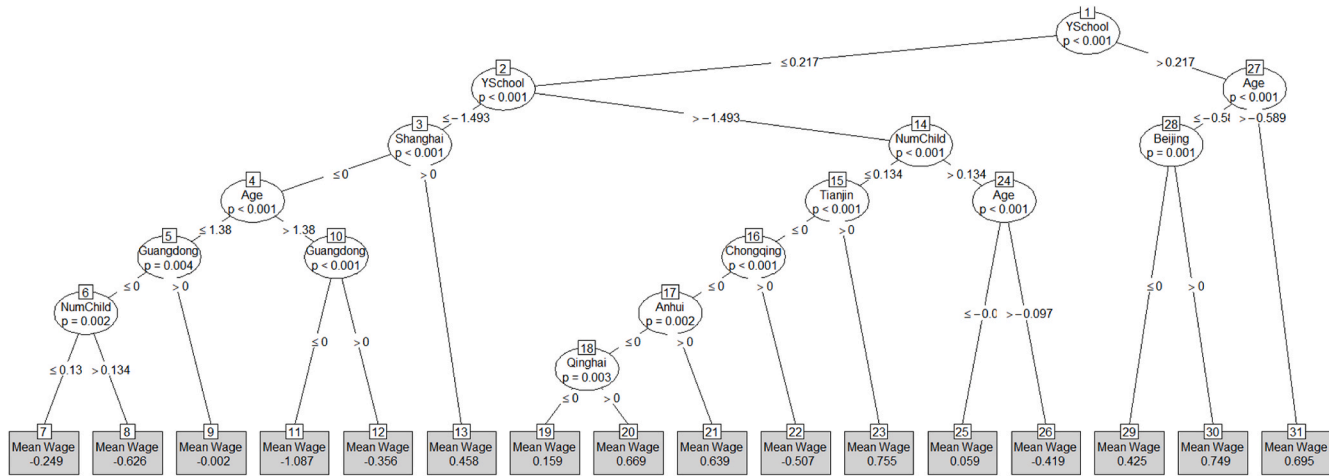 1
YSchool
p < 0.001
≤ 0.217
> 0.217
2
YSchool
p < 0.001
27
Age
p < 0.001
≤ −1.493
> −1.493
≤ −0.58
> −0.589
3
Shanghai
p < 0.001
14
NumChild
p < 0.001
28
Beijing
p = 0.001
≤ 0
> 0
≤ 0.134
> 0.134
4
Age
p < 0.001
15
Tianjin
p < 0.001
24
Age
p < 0.001
≤ 1.38
> 1.38
≤ 0
> 0
5
Guangdong
p = 0.004
10
Guangdong
p < 0.001
16
Chongqing
p < 0.001
≤ 0
> 0
≤ 0
> 0
≤ 0
> 0
6
NumChild
p = 0.002
17
Anhui
p = 0.002
≤ 0
> 0
≤ 0
> 0
≤ −0.0
> −0.097
18
Qinghai
p = 0.003
≤ 0.13
> 0.134
≤ 0
> 0
7
Mean Wage
-0.249
8
Mean Wage
-0.626
9
Mean Wage
-0.002
11
Mean Wage
-1.087
12
Mean Wage
-0.356
13
Mean Wage
0.458
19
Mean Wage
0.159
20
Mean Wage
0.669
21
Mean Wage
0.639
22
Mean Wage
-0.507
23
Mean Wage
0.755
25
Mean Wage
0.059
26
Mean Wage
-0.419
29
Mean Wage
0.425
30
Mean Wage
0.749
31
Mean Wage
0.695